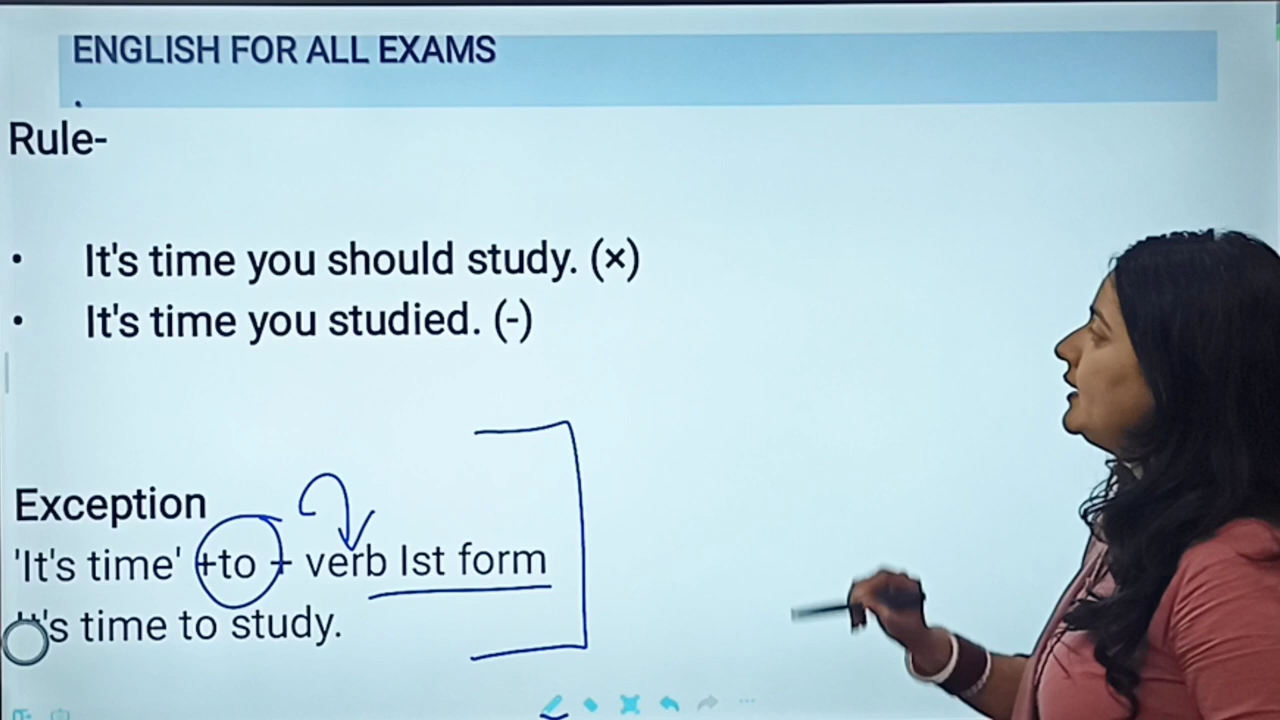 ENGLISH FOR ALL EXAMS
.
Rule-
• It's time you should study. (×)
• It's time you studied. (-)
Exception
'It's time' +to + verb Ist form
It's time to study.